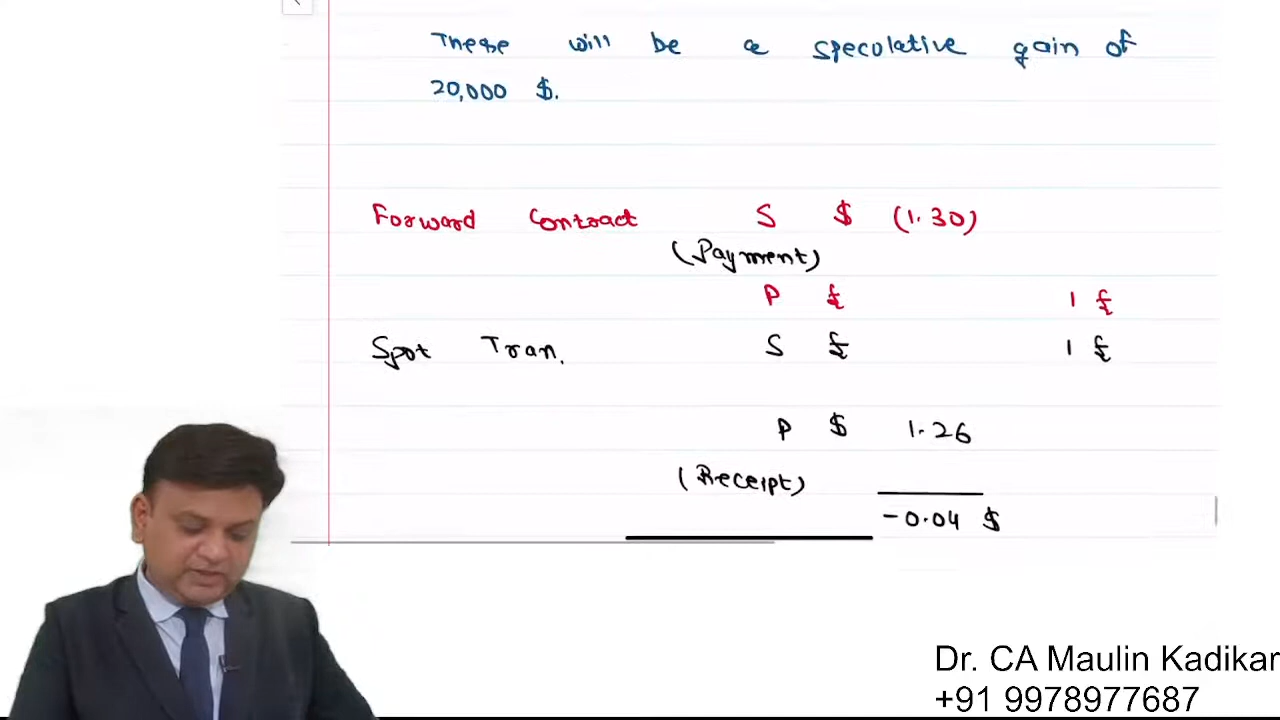 There will be a speculative gain of
20,000 $.
Forward Contract S $ (1.30)
(Payment)
P £ 1 £
Spot Tran. S £ 1 £
P $ 1.26
(Receipt)
-0.04 $
Dr. CA Maulin Kadikar
+91 9978977687